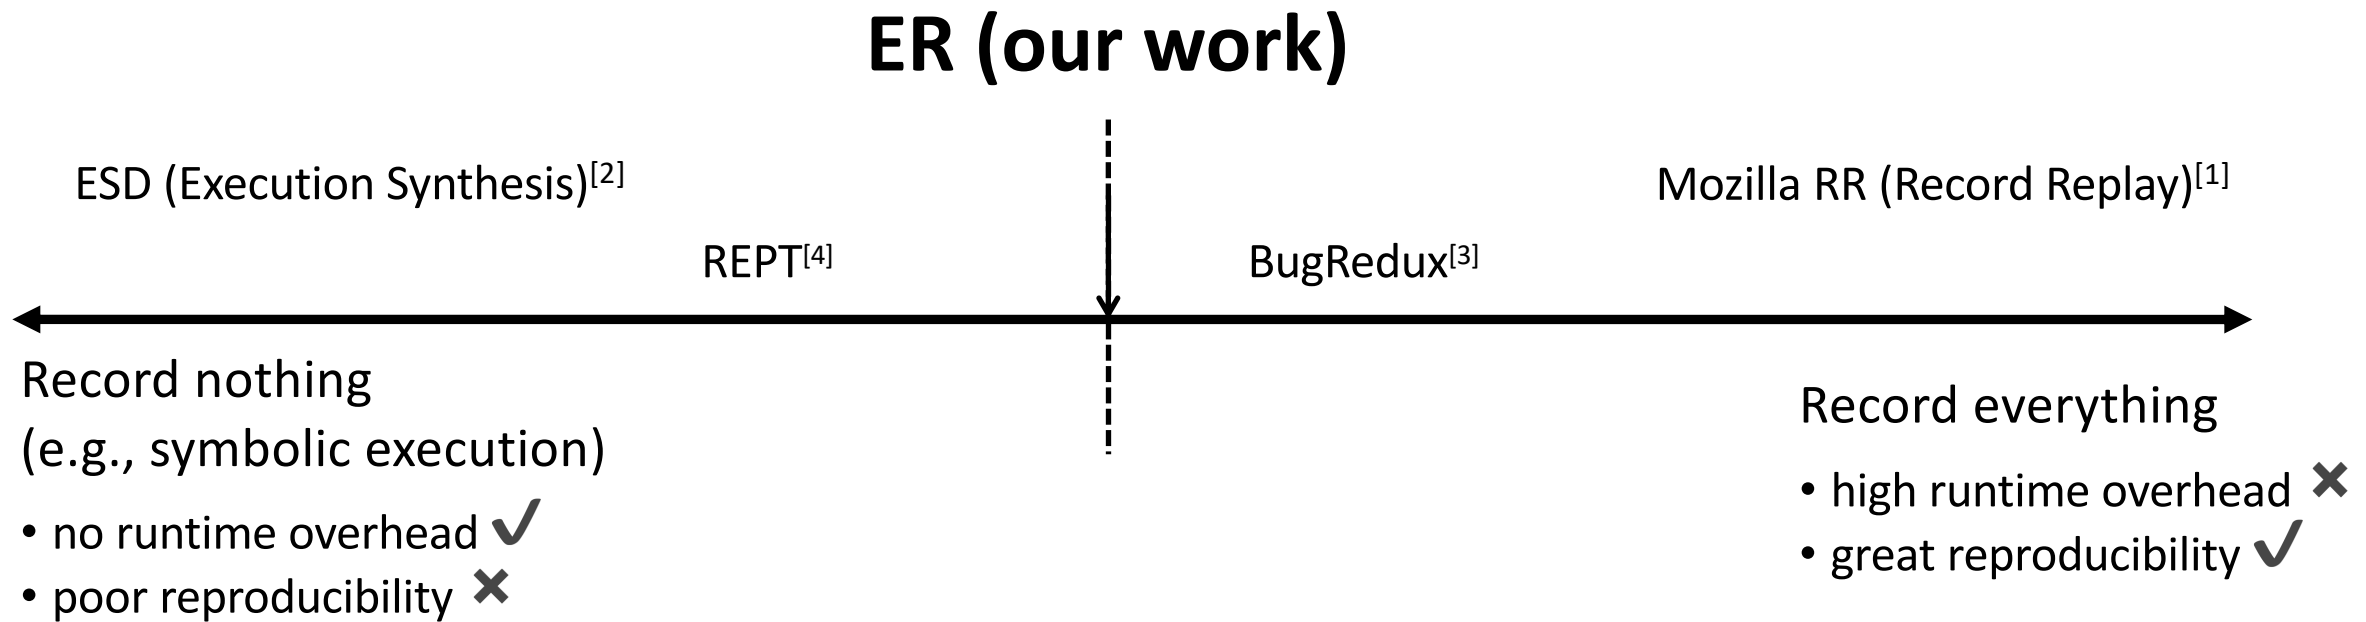 ER (our work)
ESD (Execution Synthesis)[2]
Mozilla RR (Record Replay)[1]
REPT[4]
BugRedux[3]
Record nothing
(e.g., symbolic execution)
• no runtime overhead ✔
• poor reproducibility ✖
Record everything
• high runtime overhead ✖
• great reproducibility ✔